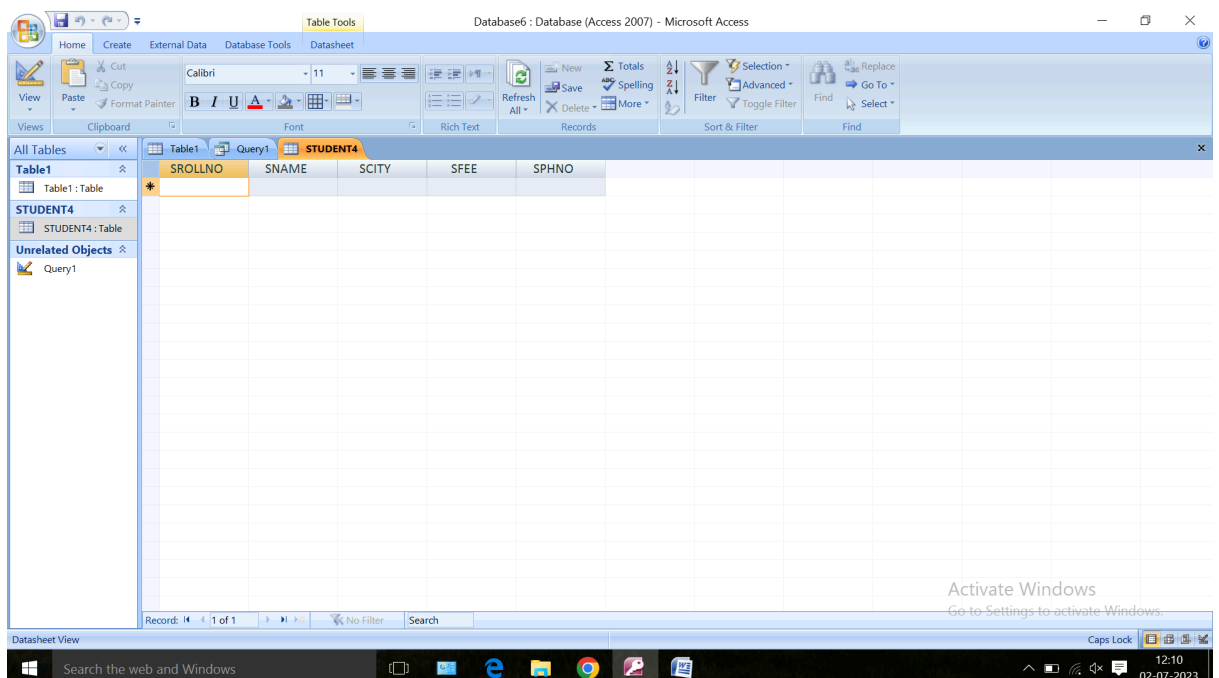 Table Tools
Database6 : Database (Access 2007) - Microsoft Access
Home Create External Data Database Tools Datasheet
View
Views
Paste
Cut
Copy
Format Painter
Clipboard
Calibri 11
B I U A
Font
Rich Text
Refresh All
New
Save
Delete
Σ Totals
ABC Spelling
More
Records
Filter
Selection
Advanced
Toggle Filter
Sort & Filter
Find
Replace
Go To
Select
Find
All Tables
Table1
Table1 : Table
STUDENT4
STUDENT4 : Table
Unrelated Objects
Query1
Table1 Query1 STUDENT4
SROLLNO SNAME SCITY SFEE SPHNO
Activate Windows
Go to Settings to activate Windows.
Record: 1 of 1 No Filter Search
Datasheet View
Caps Lock
Search the web and Windows
12:10
02-07-2023